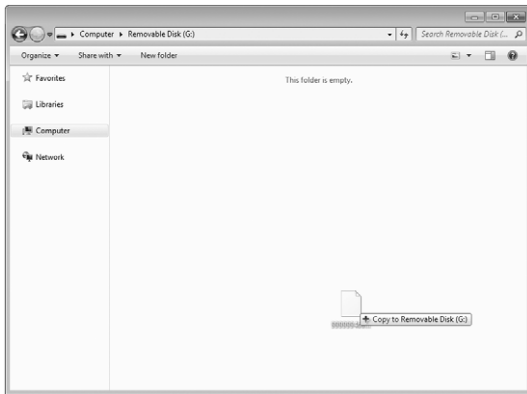 Computer ▸ Removable Disk (G:)
Search Removable Disk (...
Organize
Share with
New folder
Favorites
This folder is empty.
Libraries
Computer
Network
Copy to Removable Disk (G:)